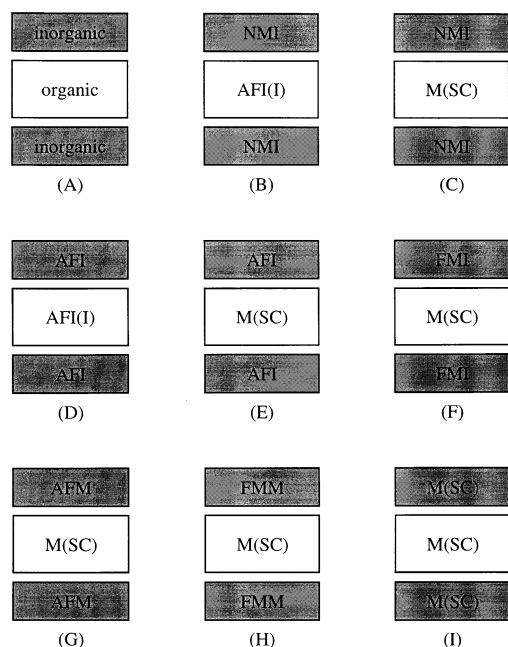 inorganic NMI NMI
organic AFI(I) M(SC)
inorganic NMI NMI
(A) (B) (C)
AFI AFI FMI
AFI(I) M(SC) M(SC)
AFI AFI FMI
(D) (E) (F)
AFM FMM M(SC)
M(SC) M(SC) M(SC)
AFM FMM M(SC)
(G) (H) (I)